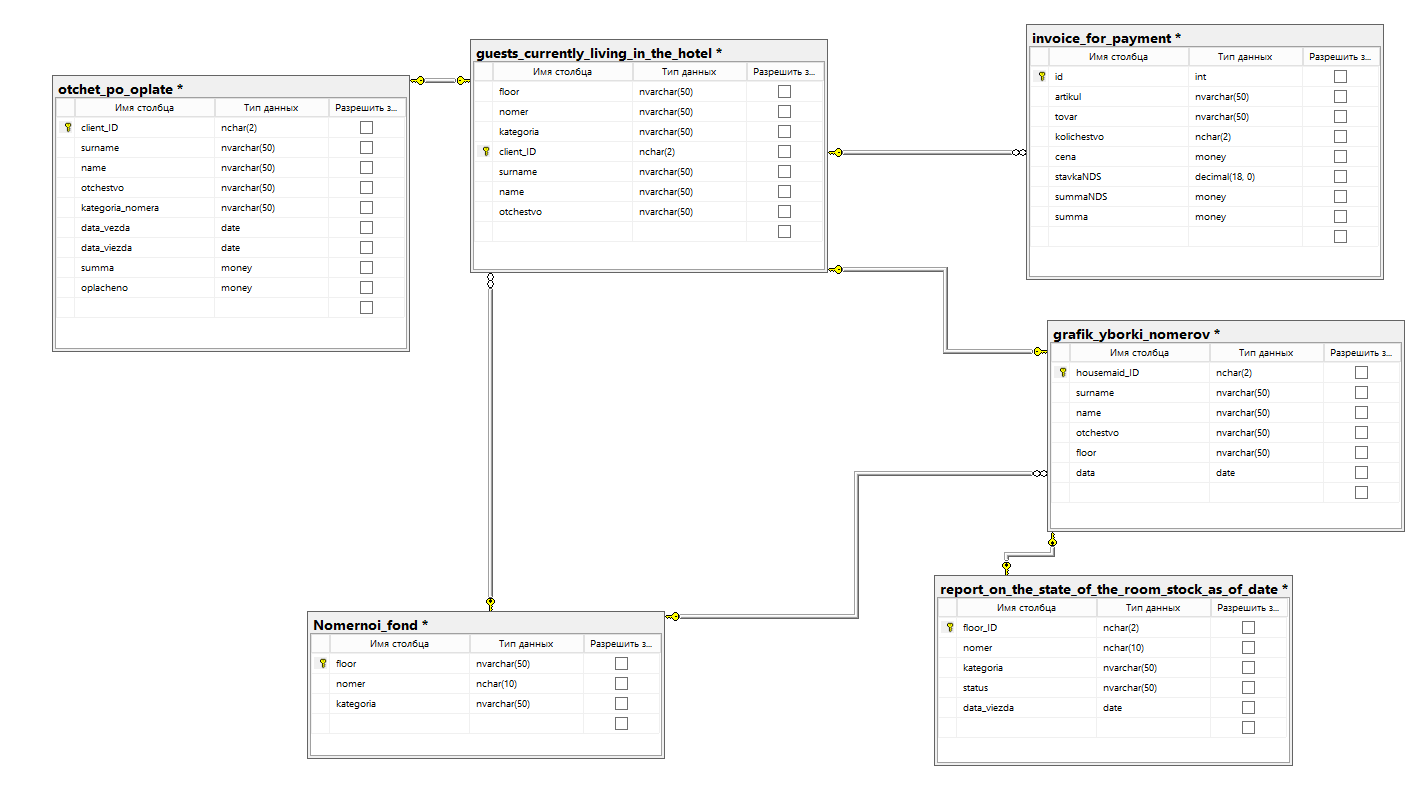 otchet_po_oplate *
Имя столбца Тип данных Разрешить з...
client_ID nchar(2)
surname nvarchar(50)
name nvarchar(50)
otchestvo nvarchar(50)
kategoria_nomera nvarchar(50)
data_vezda date
data_viezda date
summa money
oplacheno money
guests_currently_living_in_the_hotel *
Имя столбца Тип данных Разрешить з...
floor nvarchar(50)
nomer nvarchar(50)
kategoria nvarchar(50)
client_ID nchar(2)
surname nvarchar(50)
name nvarchar(50)
otchestvo nvarchar(50)
invoice_for_payment *
Имя столбца Тип данных Разрешить з...
id int
artikul nvarchar(50)
tovar nvarchar(50)
kolichestvo nchar(2)
cena money
stavkaNDS decimal(18, 0)
summaNDS money
summa money
grafik_yborki_nomerov *
Имя столбца Тип данных Разрешить з...
housemaid_ID nchar(2)
surname nvarchar(50)
name nvarchar(50)
otchestvo nvarchar(50)
floor nvarchar(50)
data date
Nomernoi_fond *
Имя столбца Тип данных Разрешить з...
floor nvarchar(50)
nomer nchar(10)
kategoria nvarchar(50)
report_on_the_state_of_the_room_stock_as_of_date *
Имя столбца Тип данных Разрешить з...
floor_ID nchar(2)
nomer nchar(10)
kategoria nvarchar(50)
status nvarchar(50)
data_viezda date